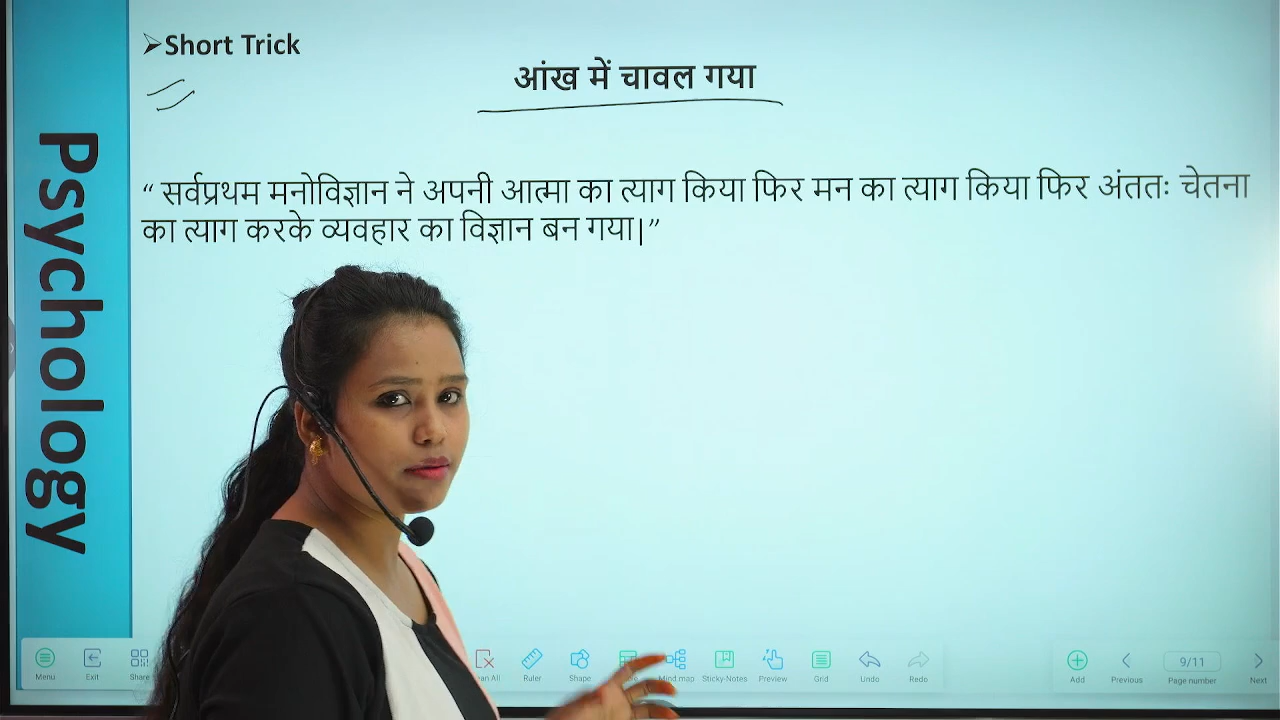 Psychology
➢Short Trick
आंख में चावल गया
“ सर्वप्रथम मनोविज्ञान ने अपनी आत्मा का त्याग किया फिर मन का त्याग किया फिर अंततः चेतना
का त्याग करके व्यवहार का विज्ञान बन गया|”
Menu Exit Share Ruler Shape Mind map Sticky-Notes Preview Grid Undo Redo Add Previous 9/11 Page number Next